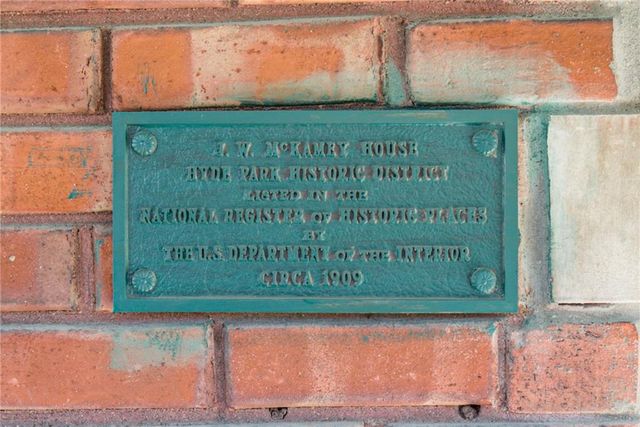 W. McKAMEY HOUSE
HYDE PARK HISTORIC DISTRICT
LISTED IN THE
NATIONAL REGISTER OF HISTORIC PLACES
BY
THE U.S. DEPARTMENT OF THE INTERIOR
CIRCA 1909